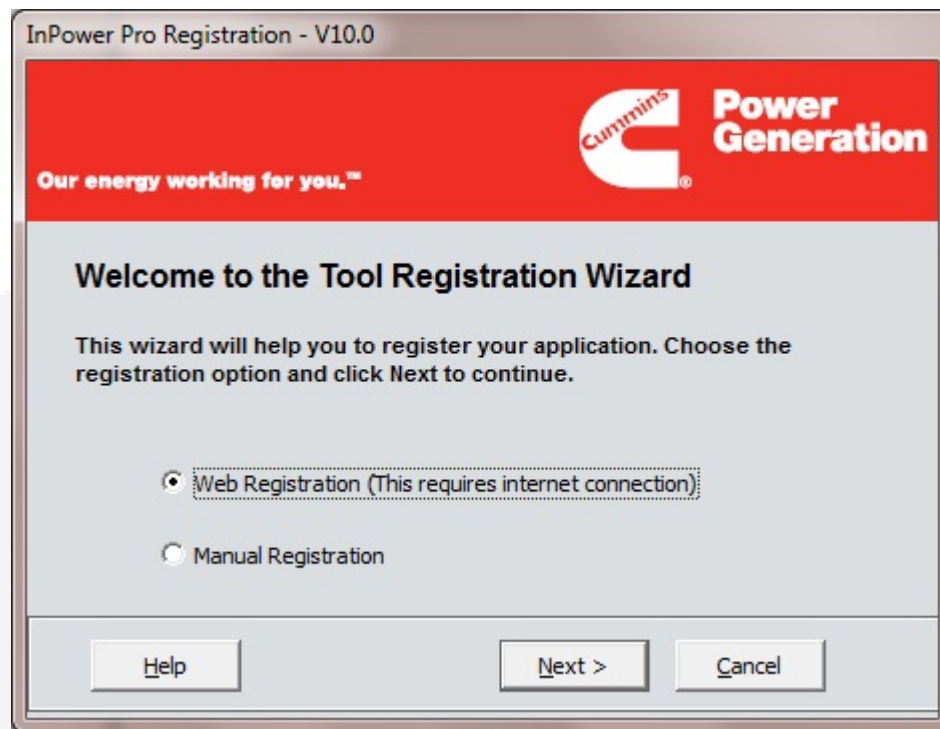 InPower Pro Registration - V10.0
Cummins
Power
Generation
®
Our energy working for you.™
Welcome to the Tool Registration Wizard
This wizard will help you to register your application. Choose the
registration option and click Next to continue.
Web Registration (This requires internet connection)
Manual Registration
Help
Next >
Cancel